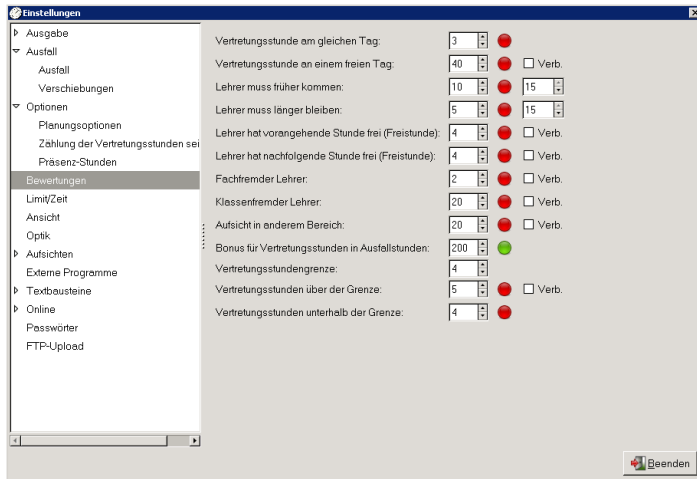 Einstellungen
Ausgabe
Ausfall
Ausfall
Verschiebungen
Optionen
Planungsoptionen
Zählung der Vertretungsstunden sei
Präsenz-Stunden
Bewertungen
Limit/Zeit
Ansicht
Optik
Aufsichten
Externe Programme
Textbausteine
Online
Passwörter
FTP-Upload
Vertretungsstunde am gleichen Tag: 3
Vertretungsstunde an einem freien Tag: 40 Verb.
Lehrer muss früher kommen: 10 15
Lehrer muss länger bleiben: 5 15
Lehrer hat vorangehende Stunde frei (Freistunde): 4 Verb.
Lehrer hat nachfolgende Stunde frei (Freistunde): 4 Verb.
Fachfremder Lehrer: 2 Verb.
Klassenfremder Lehrer: 20 Verb.
Aufsicht in anderem Bereich: 20 Verb.
Bonus für Vertretungsstunden in Ausfallstunden: 200
Vertretungsstundengrenze: 4
Vertretungsstunden über der Grenze: 5 Verb.
Vertretungsstunden unterhalb der Grenze: 4
Beenden